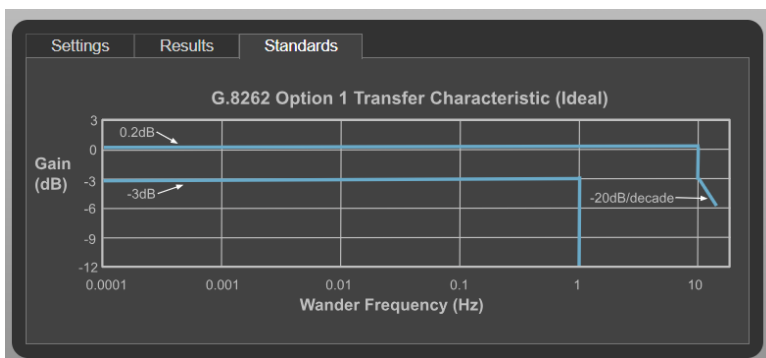 Settings Results Standards
G.8262 Option 1 Transfer Characteristic (Ideal)
3
0.2dB
0
Gain
(dB)
-3
-3dB
-20dB/decade
-6
-9
-12
0.0001 0.001 0.01 0.1 1 10
Wander Frequency (Hz)